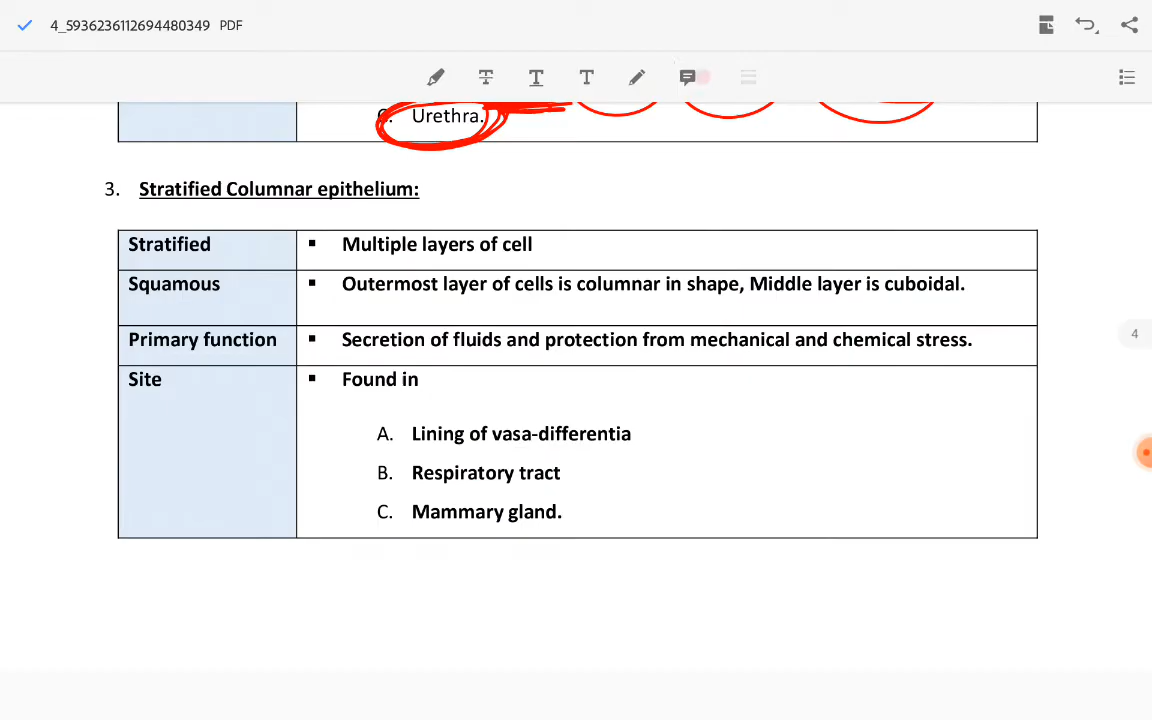 4_5936236112694480349 PDF
C. Urethra.
3. Stratified Columnar epithelium:
Stratified ▪ Multiple layers of cell
Squamous ▪ Outermost layer of cells is columnar in shape, Middle layer is cuboidal.
Primary function ▪ Secretion of fluids and protection from mechanical and chemical stress.
4
Site ▪ Found in
A. Lining of vasa-differentia
B. Respiratory tract
C. Mammary gland.